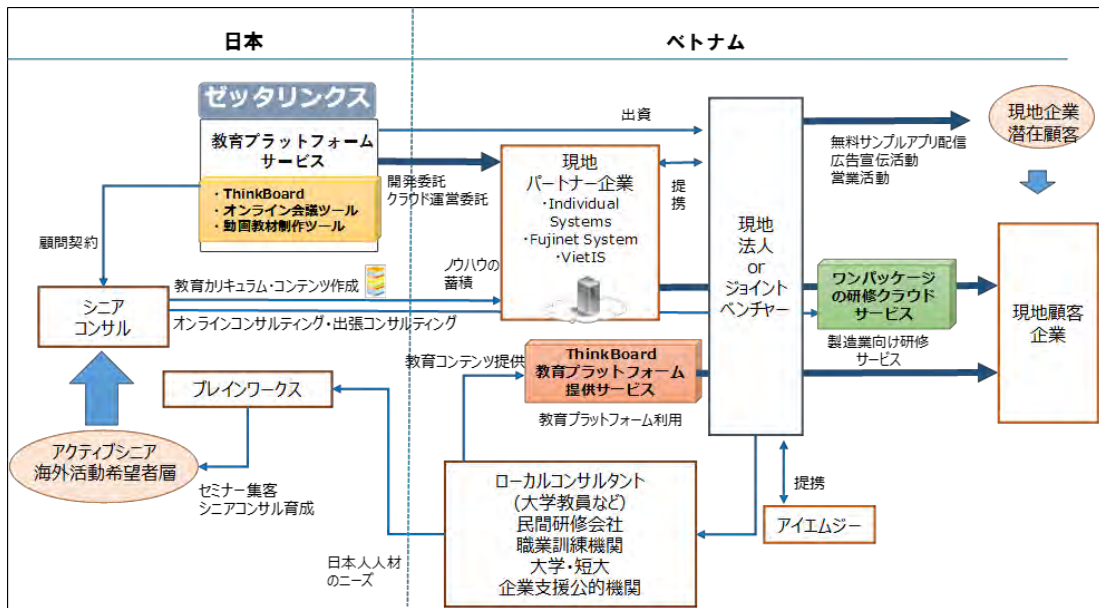 日本
ベトナム
ゼッタリンクス
教育プラットフォーム
サービス
・ThinkBoard
・オンライン会議ツール
・動画教材制作ツール
出資
開発委託
クラウド運営委託
現地
パートナー企業
・Individual
Systems
・Fujinet System
・VietIS
提
携
現地
法人
or
ジョイント
ベンチャー
無料サンプルアプリ配信
広告宣伝活動
営業活動
現地企業
潜在顧客
顧問契約
ノウハウの
蓄積
教育カリキュラム・コンテンツ作成
シニア
コンサル
オンラインコンサルティング・出張コンサルティング
ワンパッケージ
の研修クラウド
サービス
製造業向け研修
サービス
現地顧客
企業
教育コンテンツ提供
ThinkBoard
教育プラットフォーム
提供サービス
教育プラットフォーム利用
ブレインワークス
アクティブシニア
海外活動希望者層
セミナー集客
シニアコンサル育成
ローカルコンサルタント
(大学教員など)
民間研修会社
職業訓練機関
大学・短大
企業支援公的機関
提携
アイエムジー
日本人人材
のニーズ